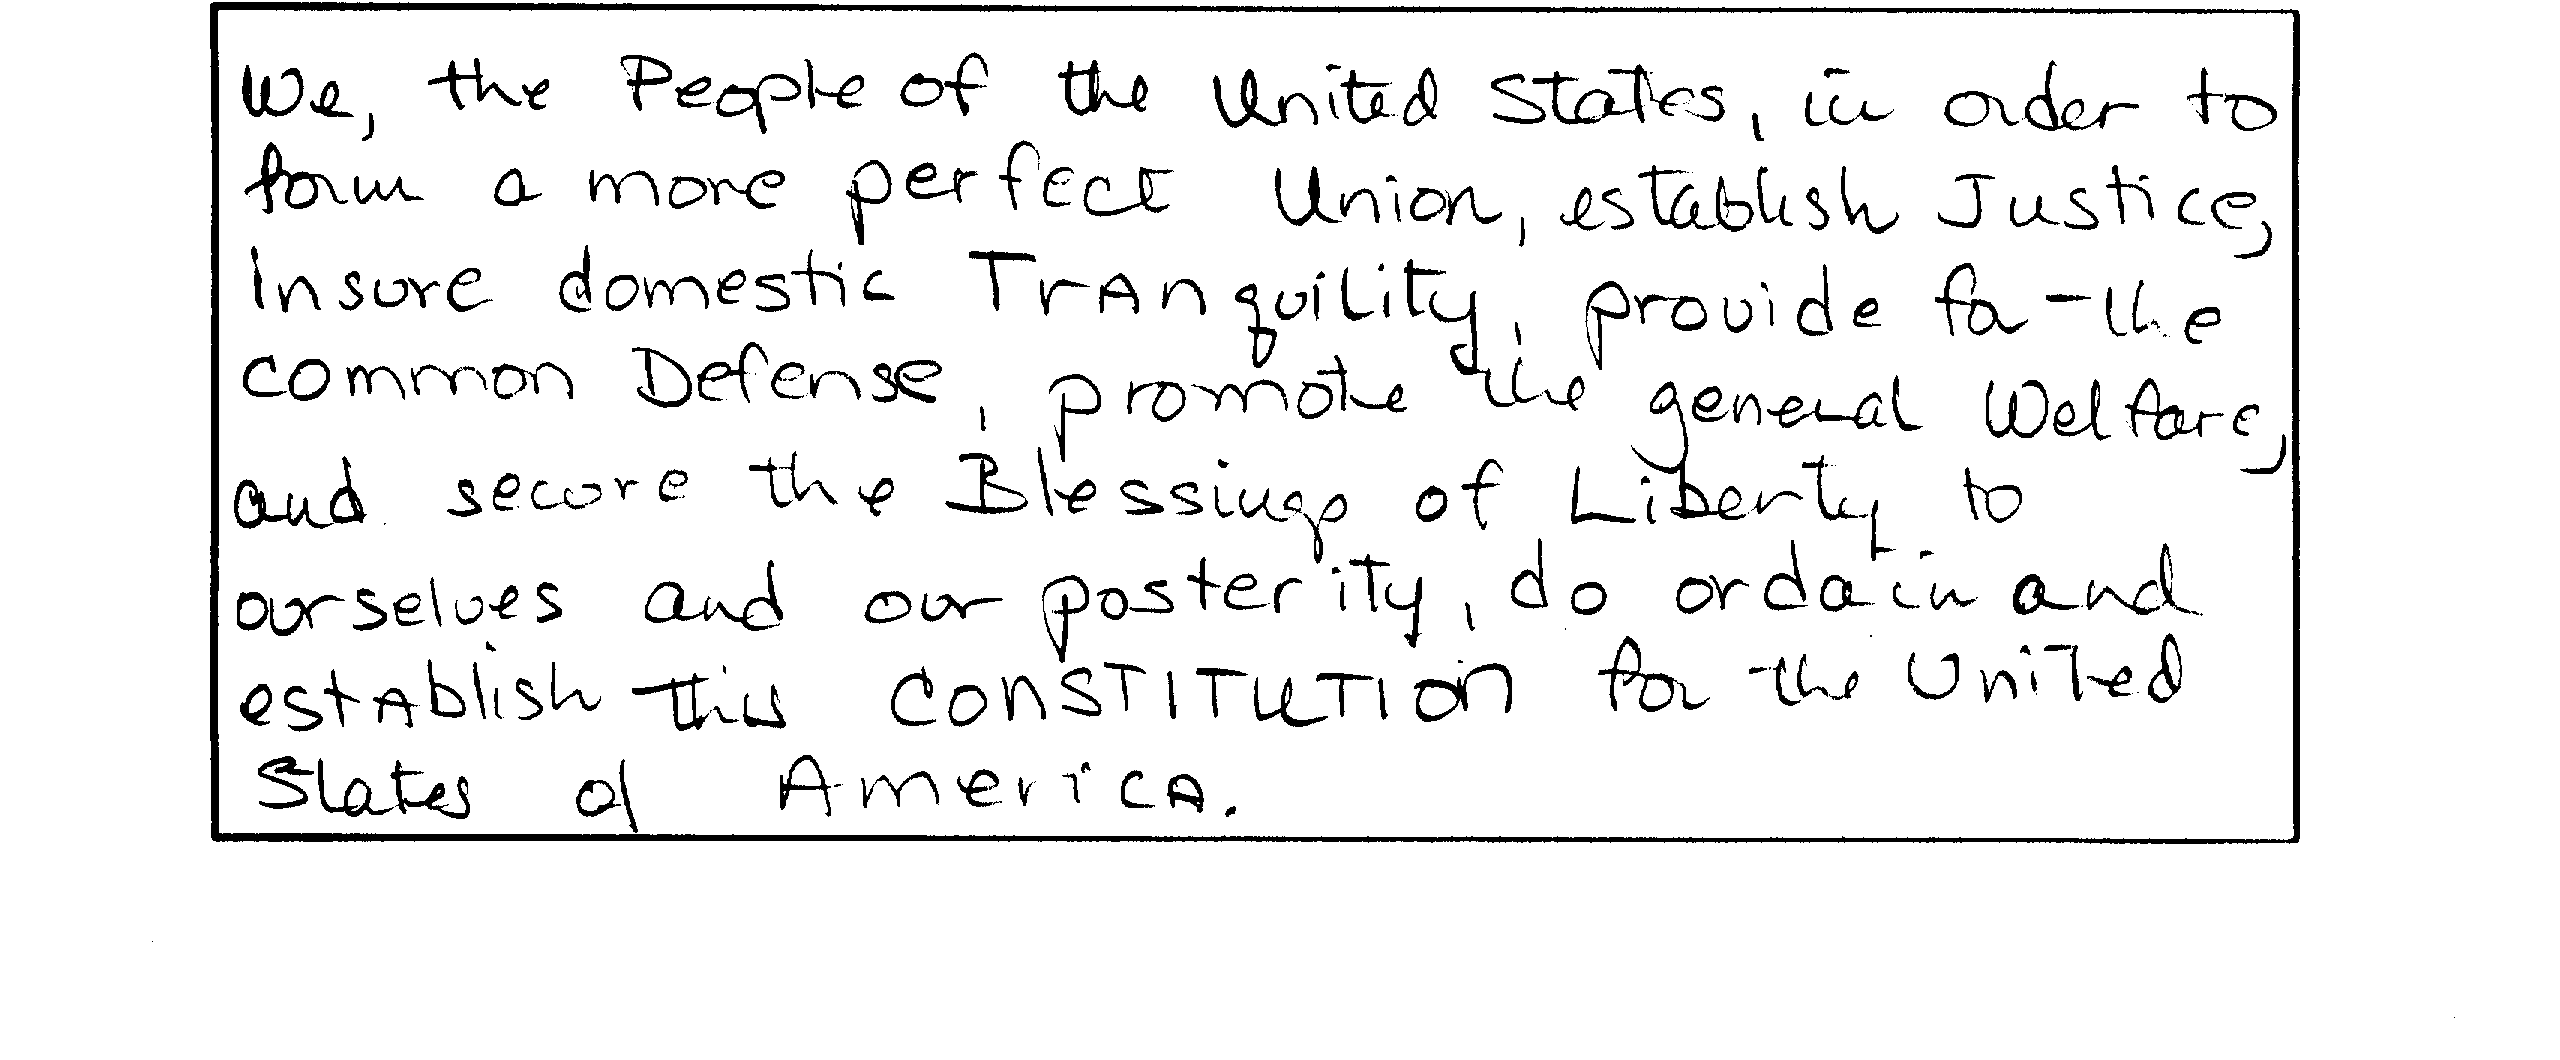 We, the People of the United States, in order to
form a more perfect Union, establish Justice,
Insure domestic TrAnquility, provide for the
common Defense, promote the general Welfare,
and secure the Blessings of Liberty to
ourselves and our posterity, do ordain and
estAblish this CONSTITUTION for the United
States of AmericA.